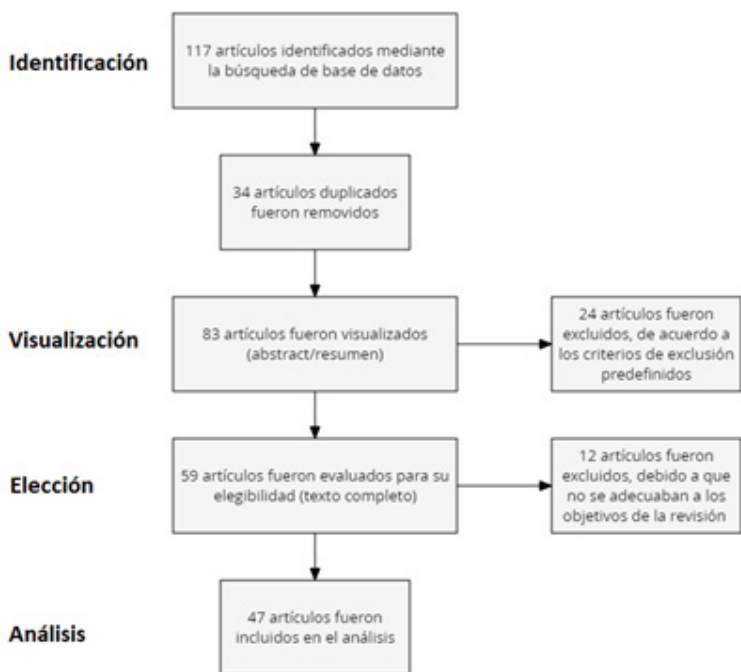 Identificación
117 artículos identificados mediante
la búsqueda de base de datos
34 artículos duplicados
fueron removidos
Visualización
83 artículos fueron visualizados
(abstract/resumen)
24 artículos fueron
excluidos, de acuerdo a
los criterios de exclusión
predefinidos
Elección
59 artículos fueron evaluados para su
elegibilidad (texto completo)
12 artículos fueron
excluidos, debido a que
no se adecuaban a los
objetivos de la revisión
Análisis
47 artículos fueron
incluidos en el análisis